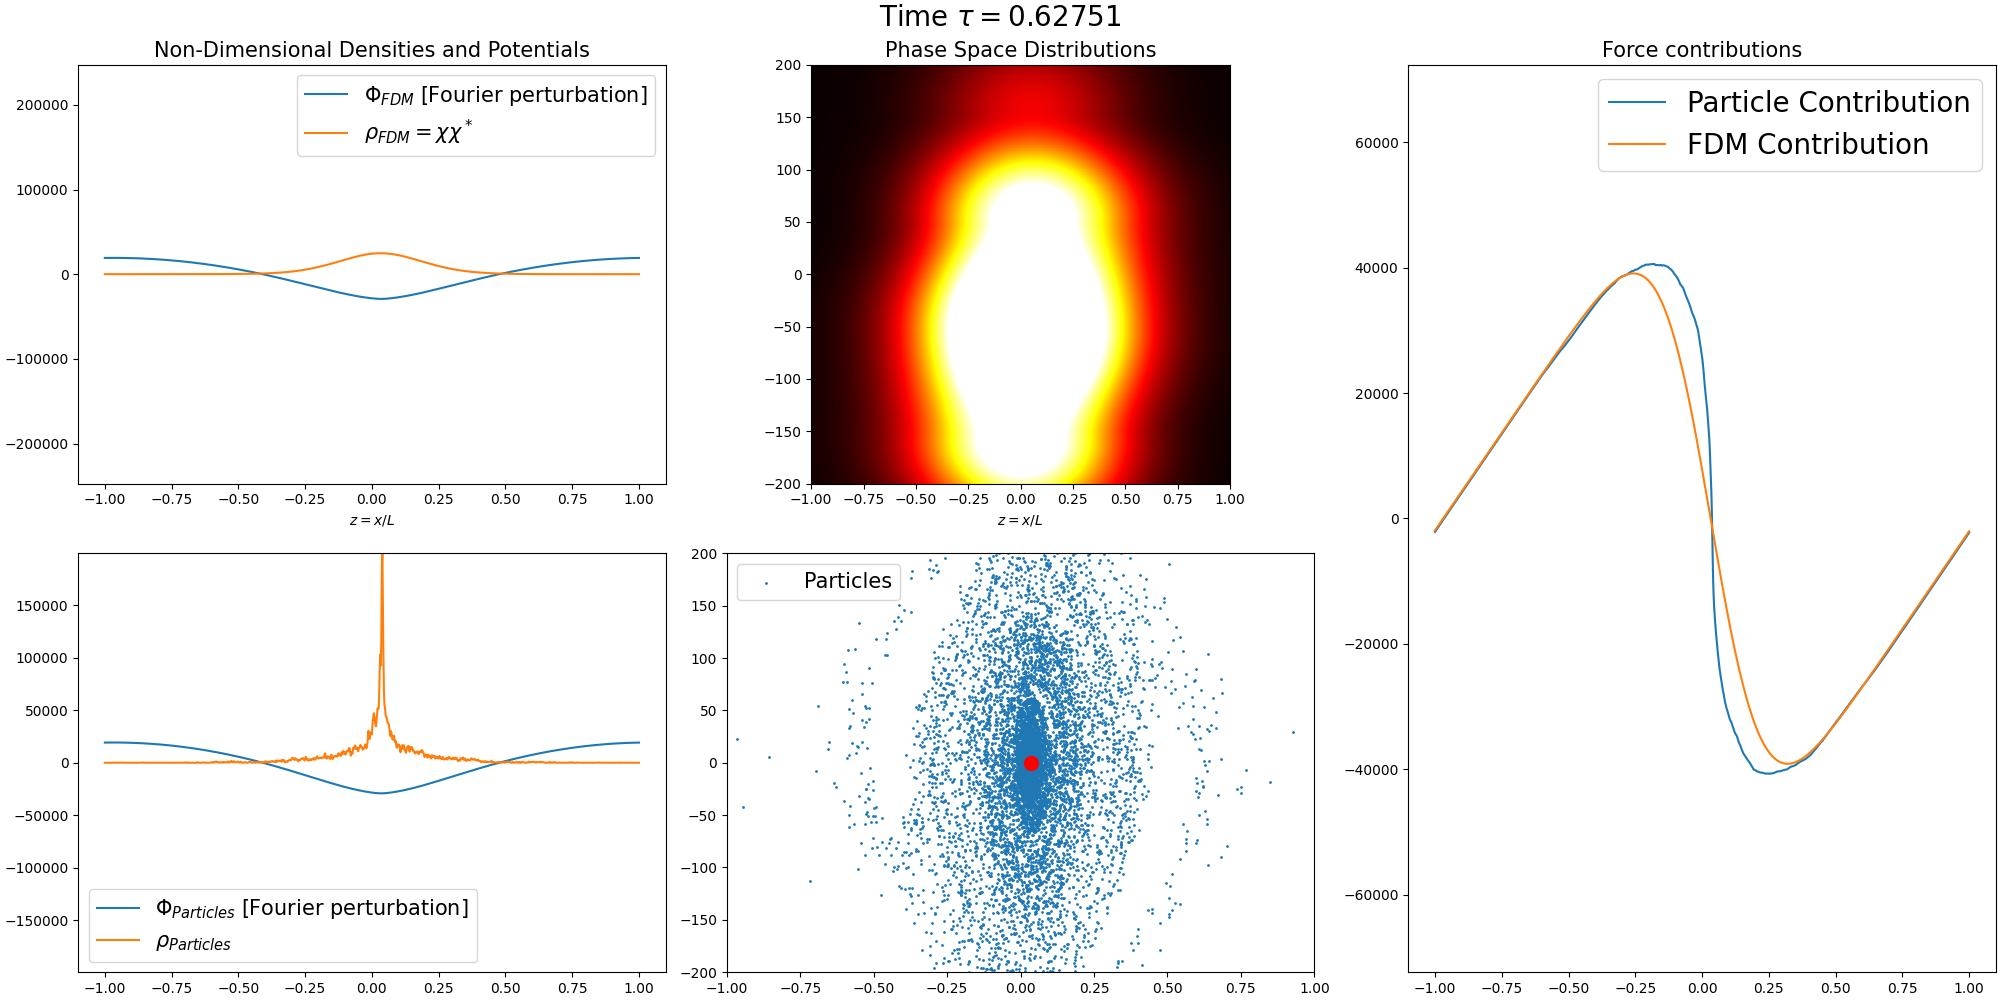 Time τ = 0.62751
Non-Dimensional Densities and Potentials
Φ_FDM [Fourier perturbation]
ρ_FDM = χχ*
200000
100000
0
−100000
−200000
−1.00 −0.75 −0.50 −0.25 0.00 0.25 0.50 0.75 1.00
z = x/L
Phase Space Distributions
200
150
100
50
0
−50
−100
−150
−200
−1.00 −0.75 −0.50 −0.25 0.00 0.25 0.50 0.75 1.00
z = x/L
Force contributions
Particle Contribution
FDM Contribution
60000
40000
20000
0
−20000
−40000
−60000
−1.00 −0.75 −0.50 −0.25 0.00 0.25 0.50 0.75 1.00
150000
100000
50000
0
−50000
−100000
−150000
Φ_Particles [Fourier perturbation]
ρ_Particles
−1.00 −0.75 −0.50 −0.25 0.00 0.25 0.50 0.75 1.00
Particles
200
150
100
50
0
−50
−100
−150
−200
−1.00 −0.75 −0.50 −0.25 0.00 0.25 0.50 0.75 1.00